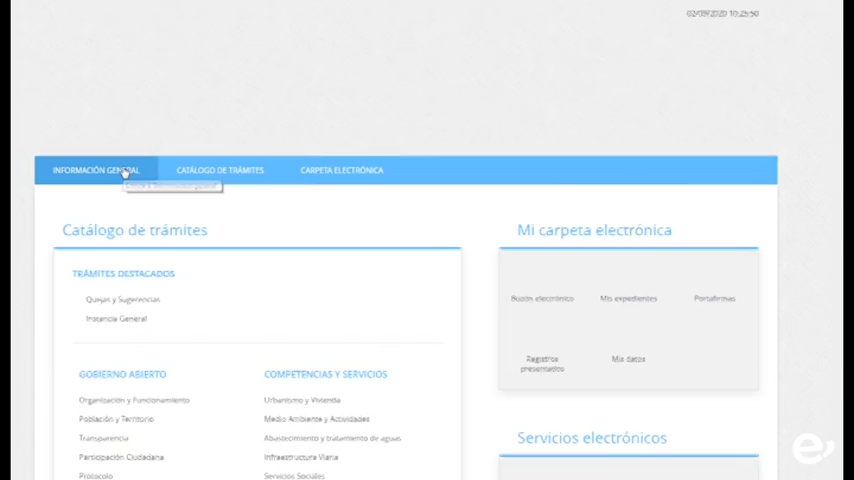 INFORMACIÓN GENERAL
CATÁLOGO DE TRÁMITES
CARPETA ELECTRÓNICA
Catálogo de trámites
TRÁMITES DESTACADOS
Quejas y Sugerencias
Instancia General
GOBIERNO ABIERTO
Organización y Funcionamiento
Población y Territorio
Transparencia
Participación Ciudadana
Protocolo
COMPETENCIAS Y SERVICIOS
Urbanismo y Vivienda
Medio Ambiente y Actividades
Abastecimiento y tratamiento de aguas
Infraestructura Viaria
Servicios Sociales
Mi carpeta electrónica
Buzón electrónico
Mis expedientes
Portafirmas
Registros
presentados
Mis datos
Servicios electrónicos